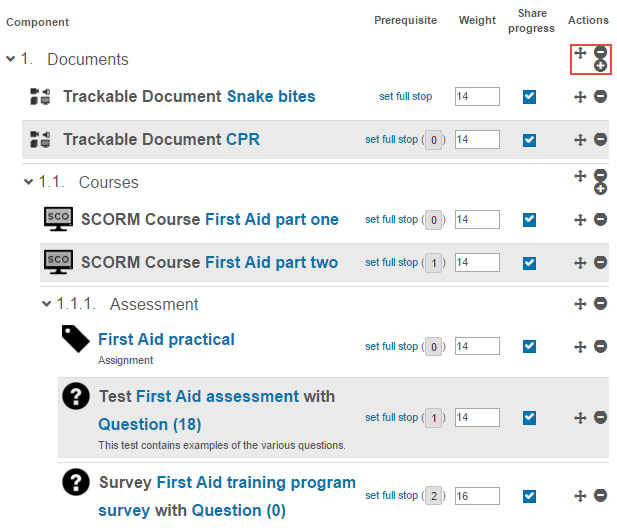 Component Prerequisite Weight Share progress Actions
1. Documents
Trackable Document Snake bites set full stop 14
Trackable Document CPR set full stop (0) 14
1.1. Courses
SCO SCORM Course First Aid part one set full stop (0) 14
SCO SCORM Course First Aid part two set full stop (1) 14
1.1.1. Assessment
First Aid practical set full stop (0) 14
Assignment
Test First Aid assessment with
Question (18) set full stop (1) 14
This test contains examples of the various questions.
Survey First Aid training program
survey with Question (0) set full stop (2) 16